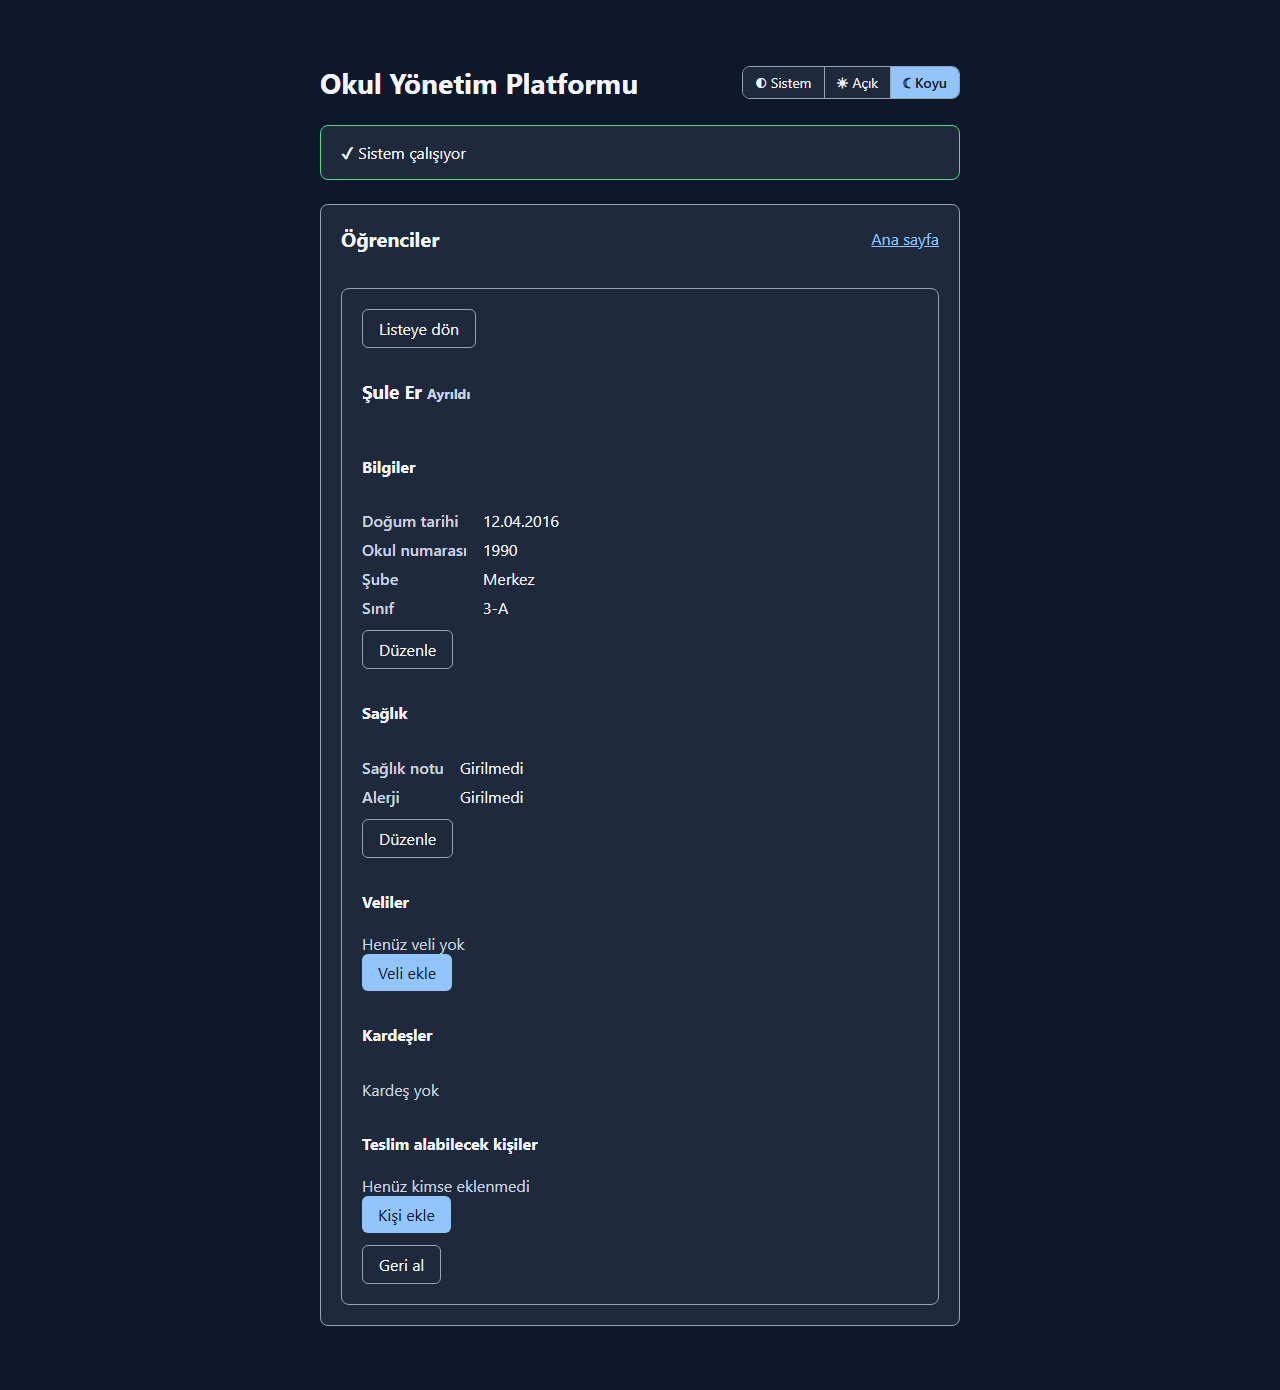 Okul Yönetim Platformu
◐ Sistem ☀ Açık ☾ Koyu
✓ Sistem çalışıyor
Öğrenciler Ana sayfa
Listeye dön
Şule Er Ayrıldı
Bilgiler
Doğum tarihi 12.04.2016
Okul numarası 1990
Şube Merkez
Sınıf 3-A
Düzenle
Sağlık
Sağlık notu Girilmedi
Alerji Girilmedi
Düzenle
Veliler
Henüz veli yok
Veli ekle
Kardeşler
Kardeş yok
Teslim alabilecek kişiler
Henüz kimse eklenmedi
Kişi ekle
Geri al